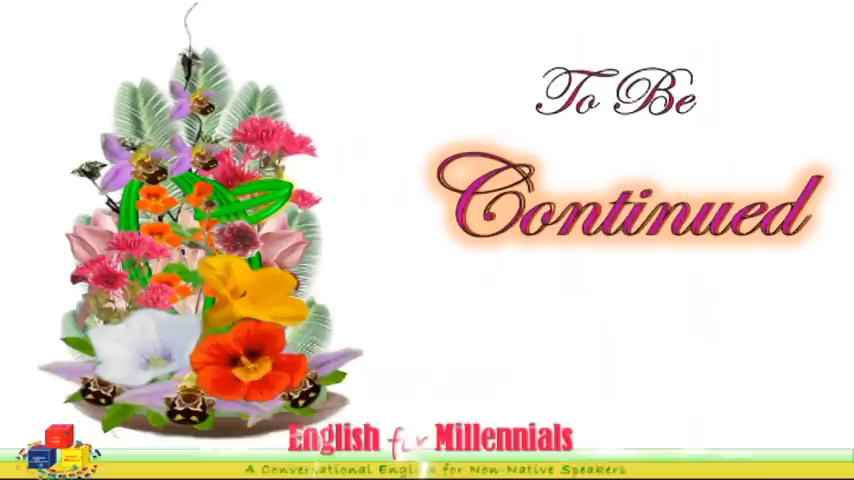 To Be
Continued
English for Millennials
A Conversational English for Non-Native Speakers